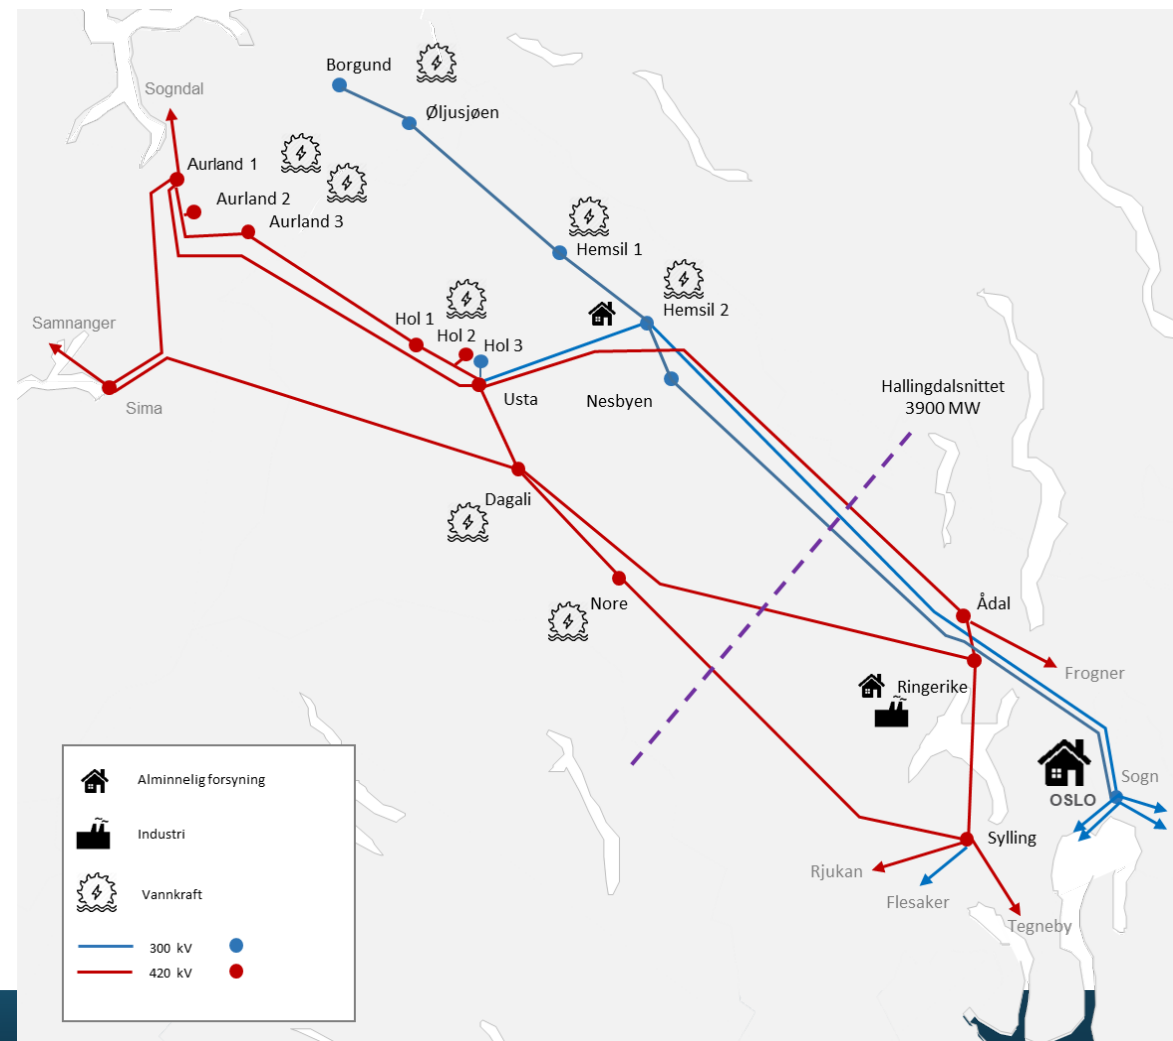 Borgund
Øljusjøen
Sogndal
Aurland 1
Aurland 2
Aurland 3
Hemsil 1
Hemsil 2
Samnanger
Sima
Hol 1
Hol 2
Hol 3
Usta
Nesbyen
Hallingdalsnittet
3900 MW
Dagali
Nore
Ådal
Frogner
Ringerike
OSLO
Sogn
Sylling
Rjukan
Flesaker
Tegneby
Alminnelig forsyning
Industri
Vannkraft
300 kV
420 kV